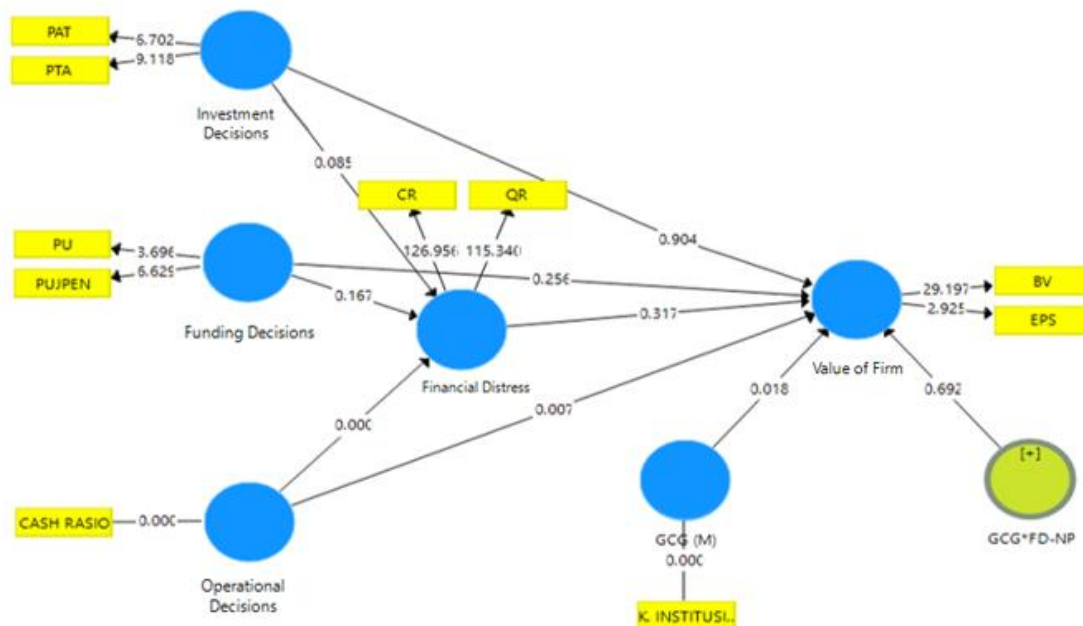 PAT
6.702
PTA
9.118
Investment
Decisions
0.085
CR
QR
126.956
115.340
0.904
PU
3.696
PUJPEN
6.629
Funding Decisions
0.167
0.256
0.317
Financial Distress
29.197
BV
2.925
EPS
Value of Firm
0.000
0.007
0.018
0.692
CASH RASIO
0.000
Operational
Decisions
[+]
GCG (M)
GCG*FD-NP
0.000
K. INSTITUSI..